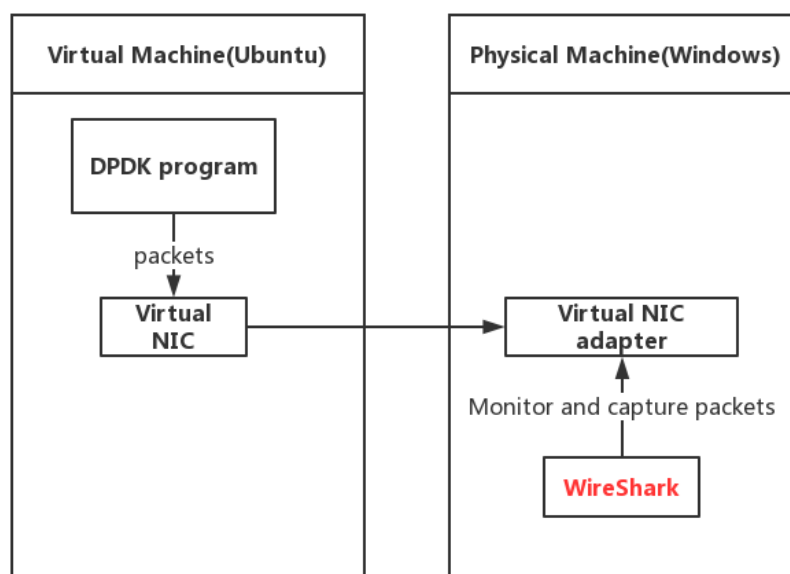 Virtual Machine(Ubuntu)
Physical Machine(Windows)
DPDK program
packets
Virtual
NIC
Virtual NIC
adapter
Monitor and capture packets
WireShark